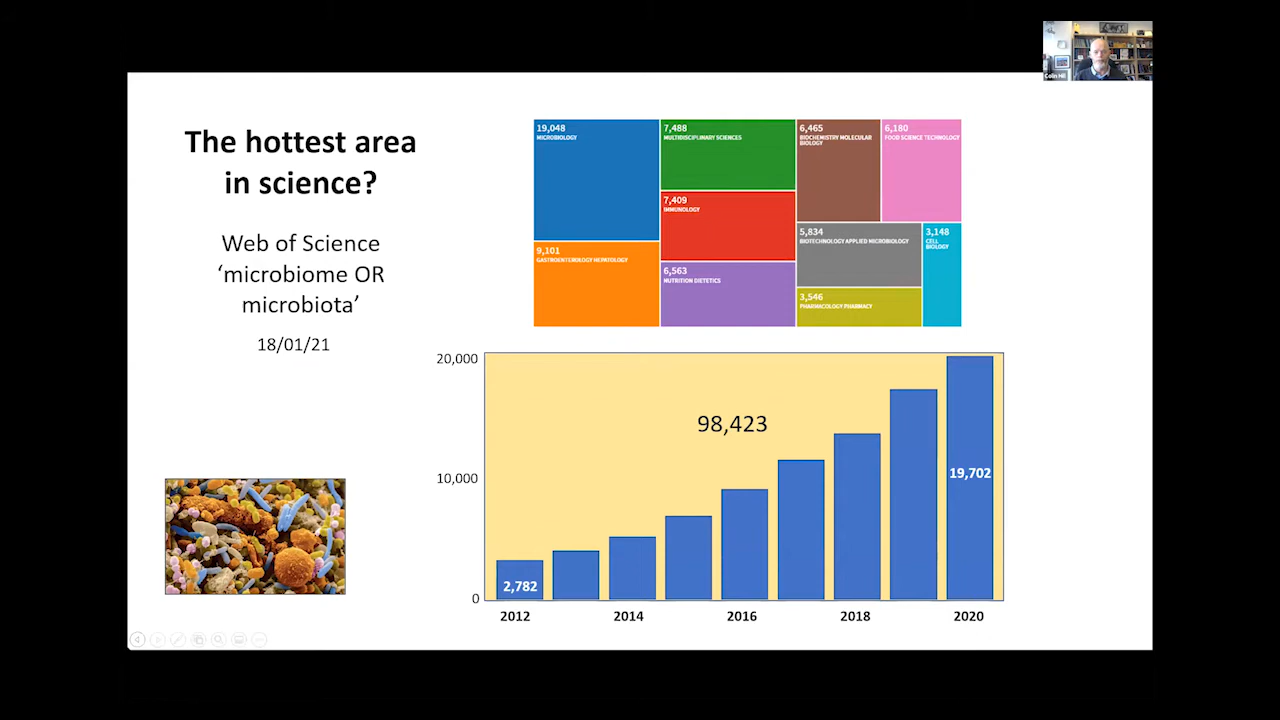 Colin Hill
The hottest area
in science?
Web of Science
‘microbiome OR
microbiota’
18/01/21
19,048
MICROBIOLOGY
9,101
GASTROENTEROLOGY HEPATOLOGY
7,488
MULTIDISCIPLINARY SCIENCES
7,409
IMMUNOLOGY
6,563
NUTRITION DIETETICS
6,465
BIOCHEMISTRY MOLECULAR
BIOLOGY
6,180
FOOD SCIENCE TECHNOLOGY
5,834
BIOTECHNOLOGY APPLIED MICROBIOLOGY
3,148
CELL
BIOLOGY
3,546
PHARMACOLOGY PHARMACY
20,000
10,000
0
98,423
2,782
19,702
2012
2014
2016
2018
2020